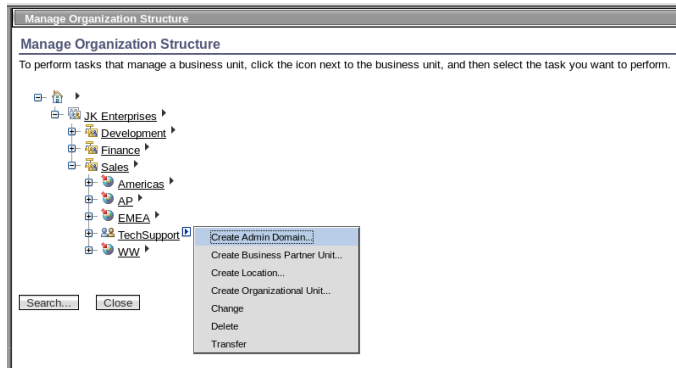 Manage Organization Structure
Manage Organization Structure
To perform tasks that manage a business unit, click the icon next to the business unit, and then select the task you want to perform.
JK Enterprises
Development
Finance
Sales
Americas
AP
EMEA
TechSupport
WW
Create Admin Domain...
Create Business Partner Unit...
Create Location...
Create Organizational Unit...
Change
Delete
Transfer
Search... Close